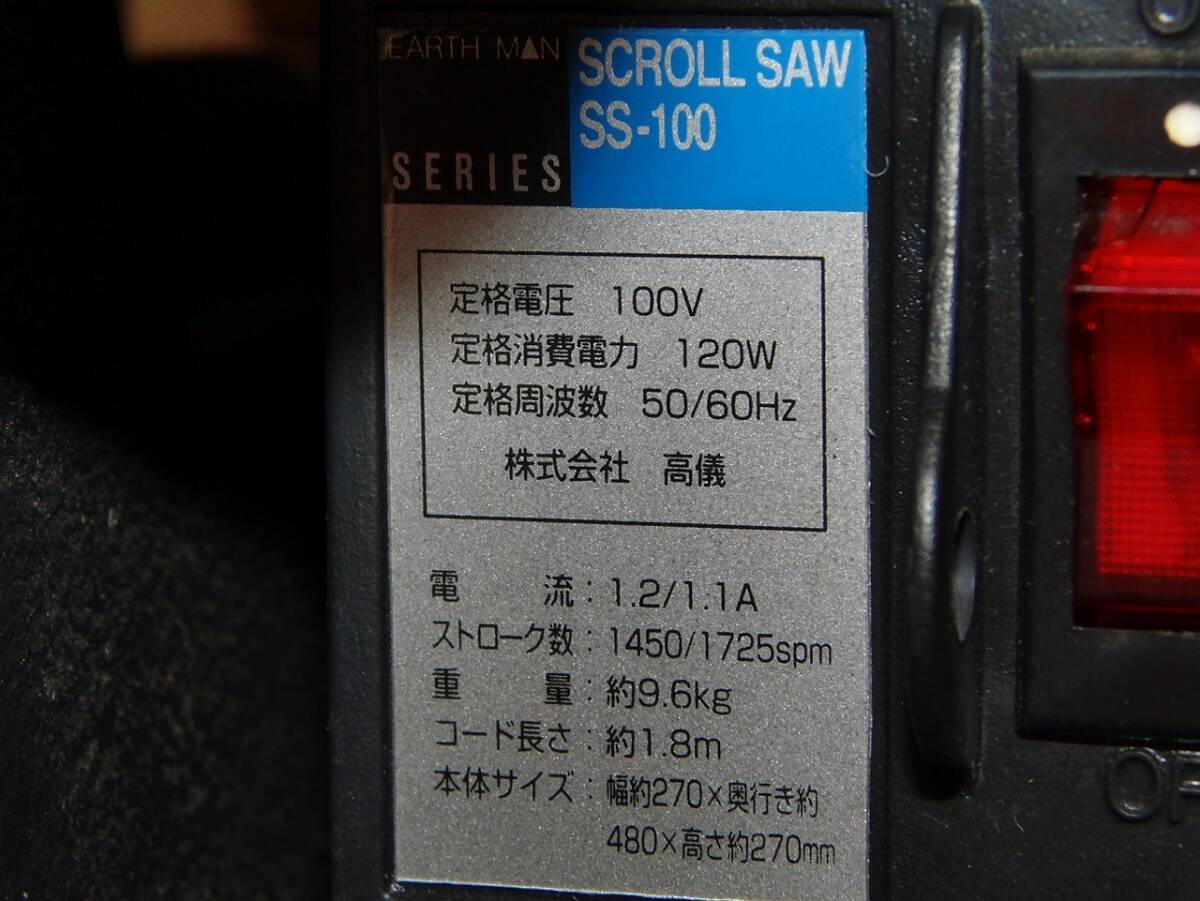 EARTH MAN
SERIES
SCROLL SAW
SS-100
定格電圧 100V
定格消費電力 120W
定格周波数 50/60Hz
株式会社 高儀
電 流：1.2/1.1A
ストローク数：1450/1725spm
重 量：約9.6kg
コード長さ：約1.8m
本体サイズ：幅約270×奥行き約
480×高さ約270mm